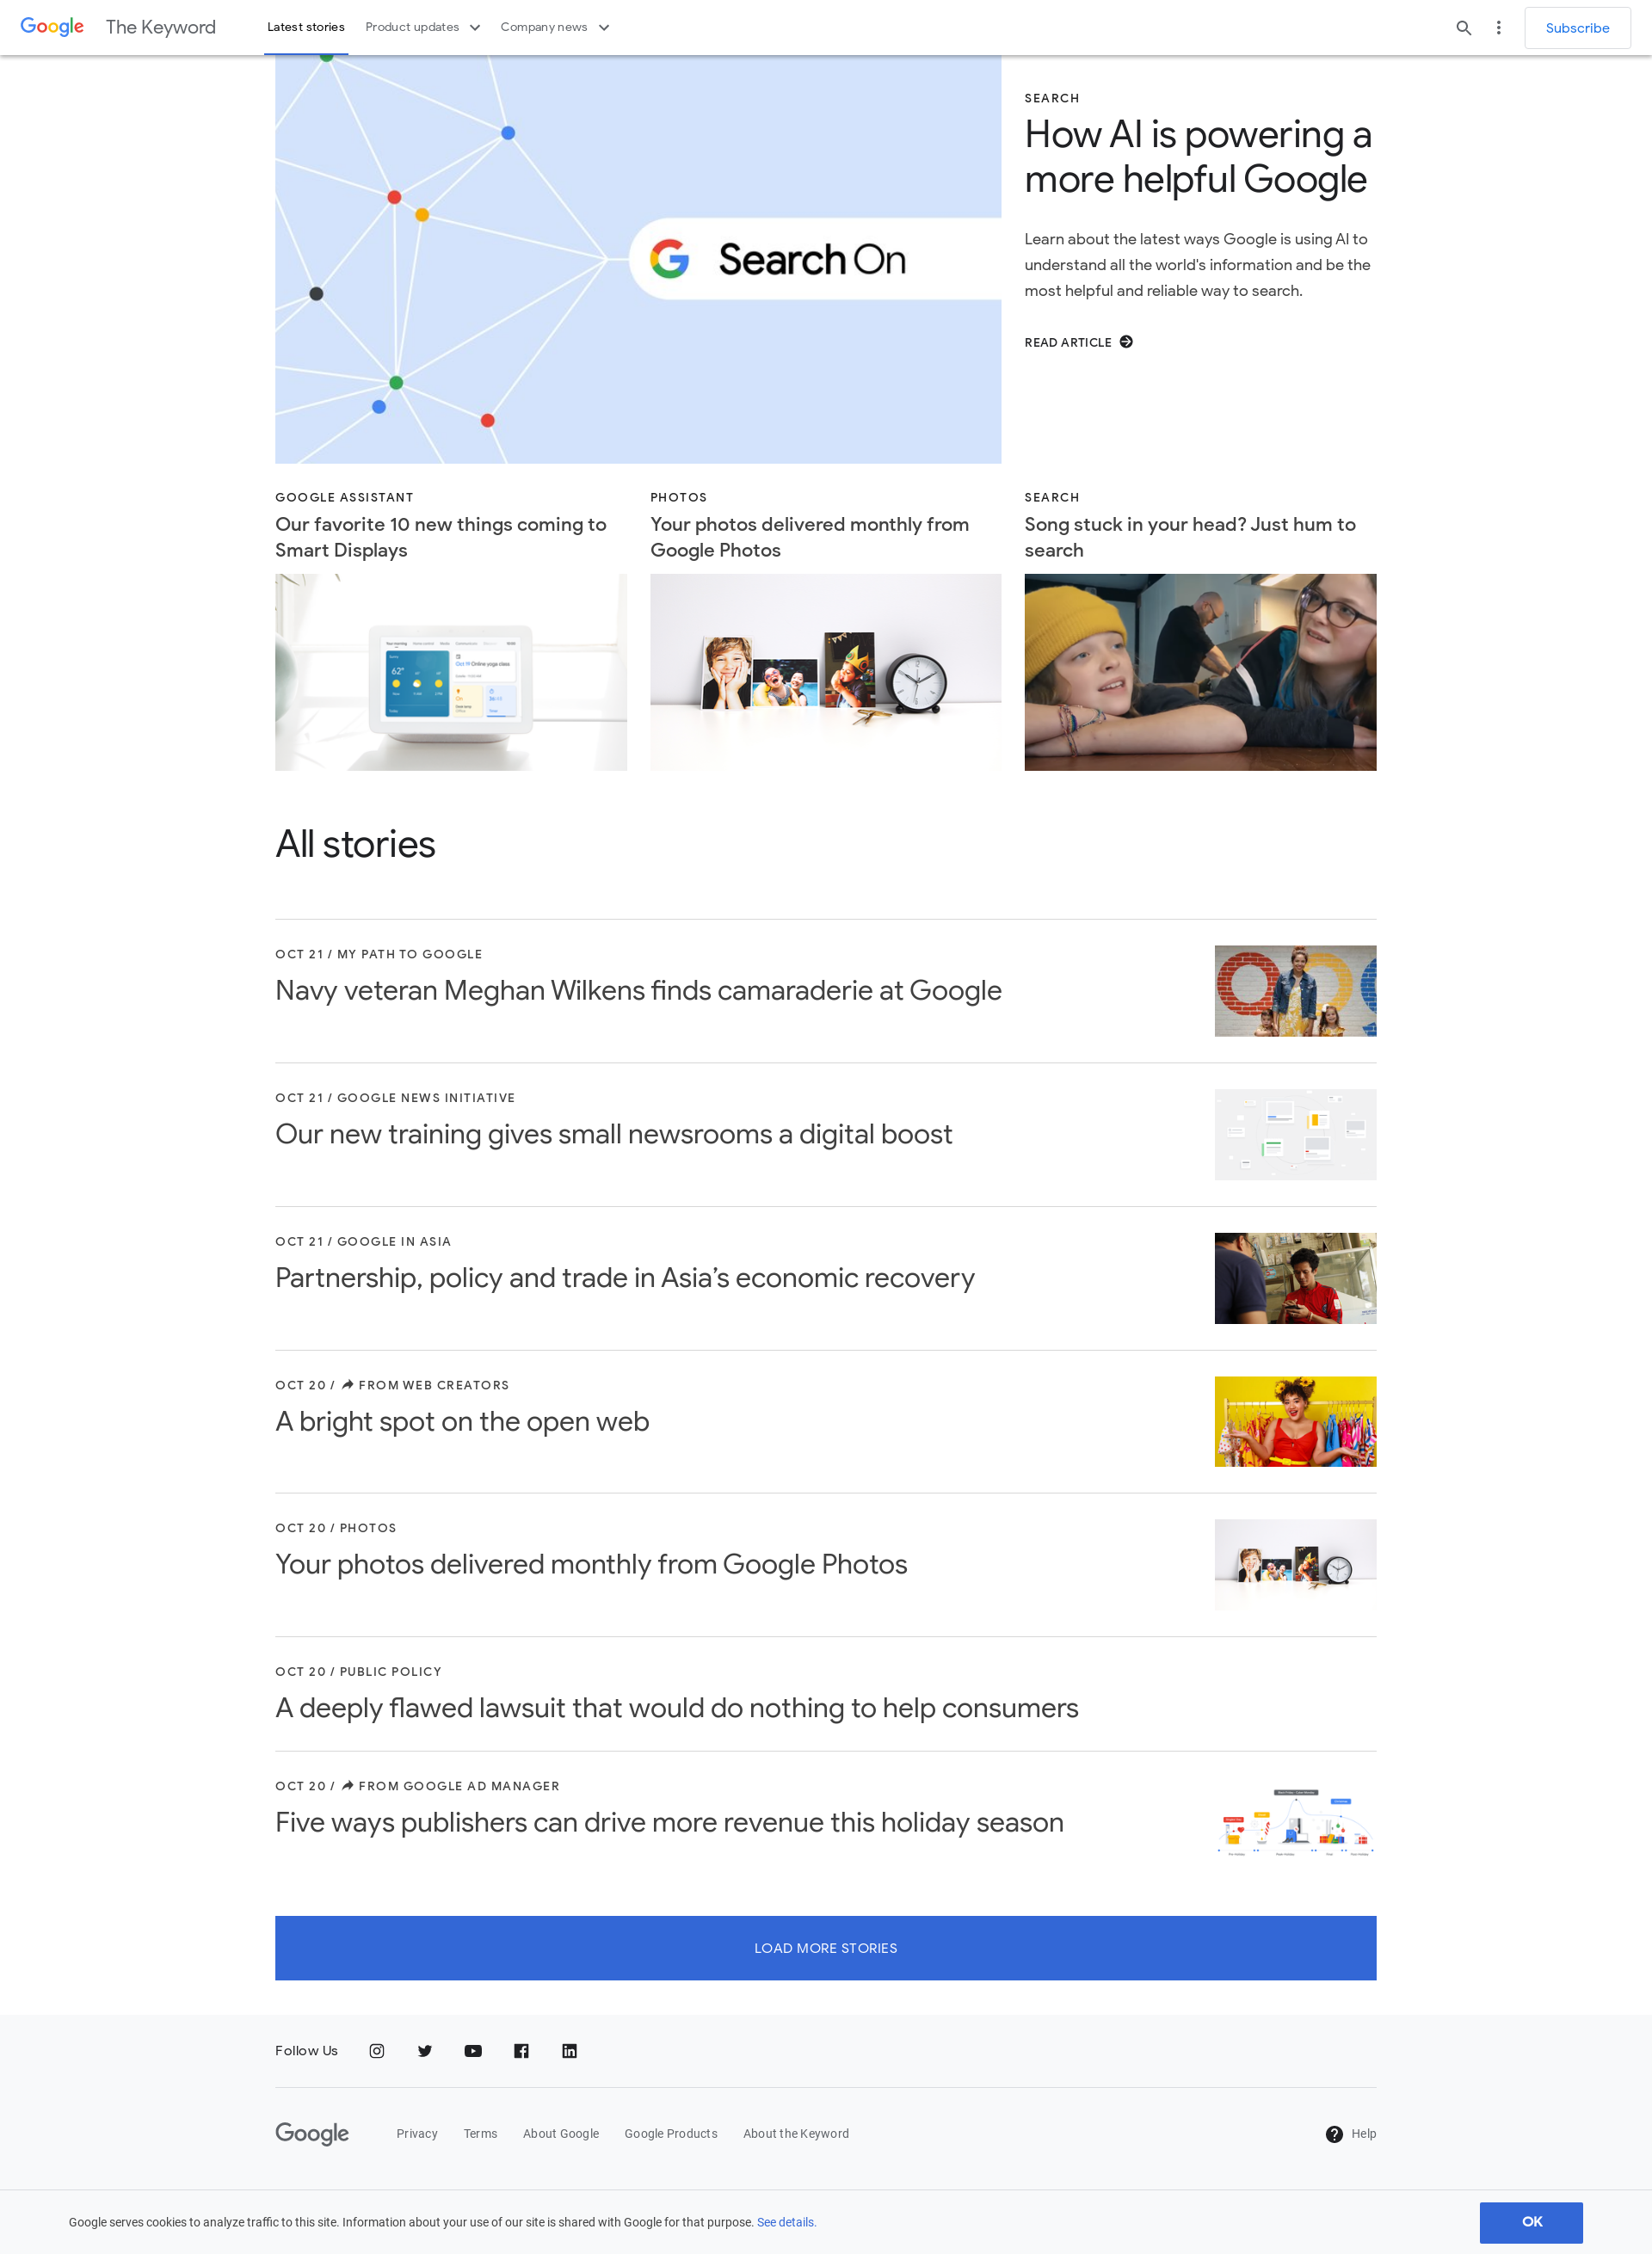 Google The Keyword Latest stories Product updates Company news Subscribe
SEARCH
How AI is powering a
more helpful Google
Search On
Learn about the latest ways Google is using AI to
understand all the world's information and be the
most helpful and reliable way to search.
READ ARTICLE
GOOGLE ASSISTANT
Our favorite 10 new things coming to
Smart Displays
PHOTOS
Your photos delivered monthly from
Google Photos
SEARCH
Song stuck in your head? Just hum to
search
62°
Oct 19 Online yoga
class
All stories
OCT 21 / MY PATH TO GOOGLE
Navy veteran Meghan Wilkens finds camaraderie at Google
OCT 21 / GOOGLE NEWS INITIATIVE
Our new training gives small newsrooms a digital boost
OCT 21 / GOOGLE IN ASIA
Partnership, policy and trade in Asia’s economic recovery
OCT 20 / FROM WEB CREATORS
A bright spot on the open web
OCT 20 / PHOTOS
Your photos delivered monthly from Google Photos
OCT 20 / PUBLIC POLICY
A deeply flawed lawsuit that would do nothing to help consumers
OCT 20 / FROM GOOGLE AD MANAGER
Five ways publishers can drive more revenue this holiday season
LOAD MORE STORIES
Follow Us
Google Privacy Terms About Google Google Products About the Keyword Help
Google serves cookies to analyze traffic to this site. Information about your use of our site is shared with Google for that purpose. See details. OK